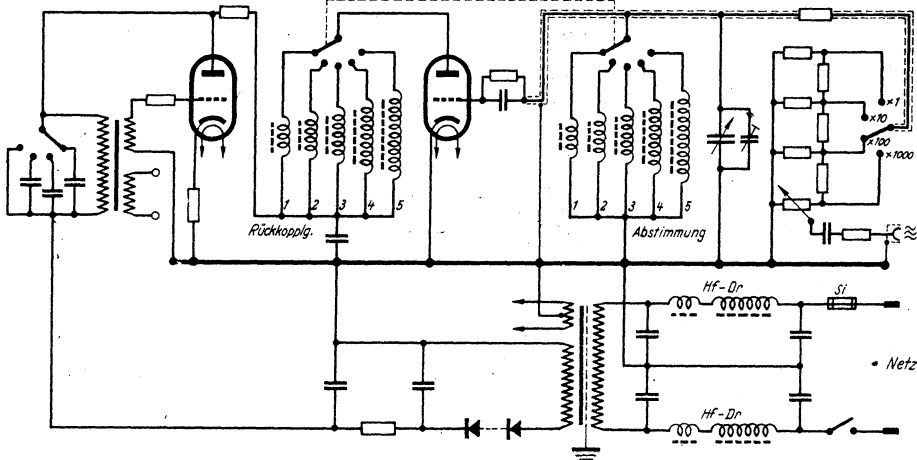 ×1
×10
×100
×1000
1 2 3 4 5
Rückkopplg.
1 2 3 4 5
Abstimmung
≈
Hf-Dr
Si
Netz
Hf-Dr